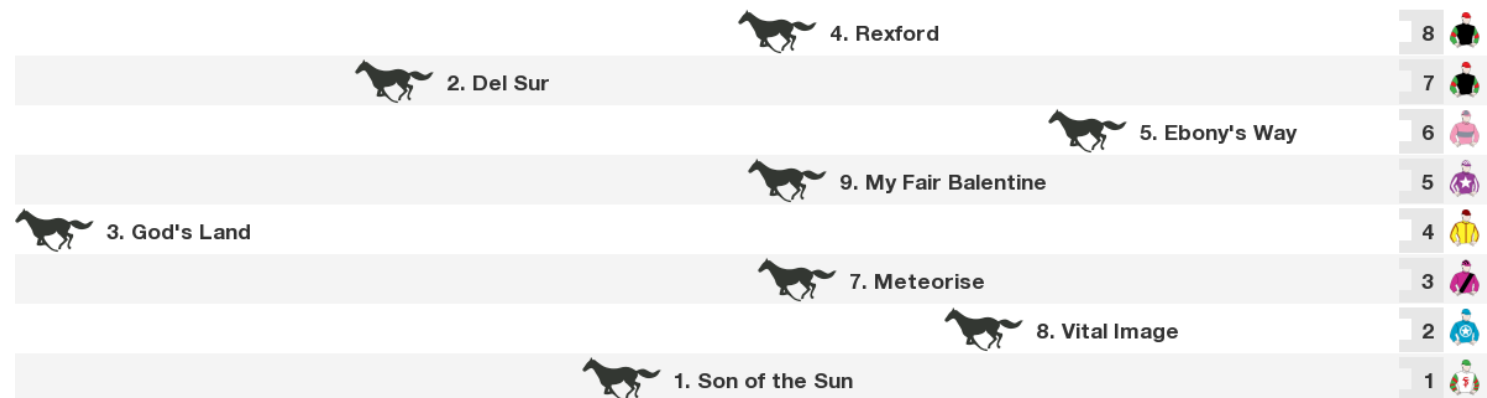 4. Rexford 8
2. Del Sur 7
5. Ebony's Way 6
9. My Fair Balentine 5
3. God's Land 4
7. Meteorise 3
8. Vital Image 2
1. Son of the Sun 1